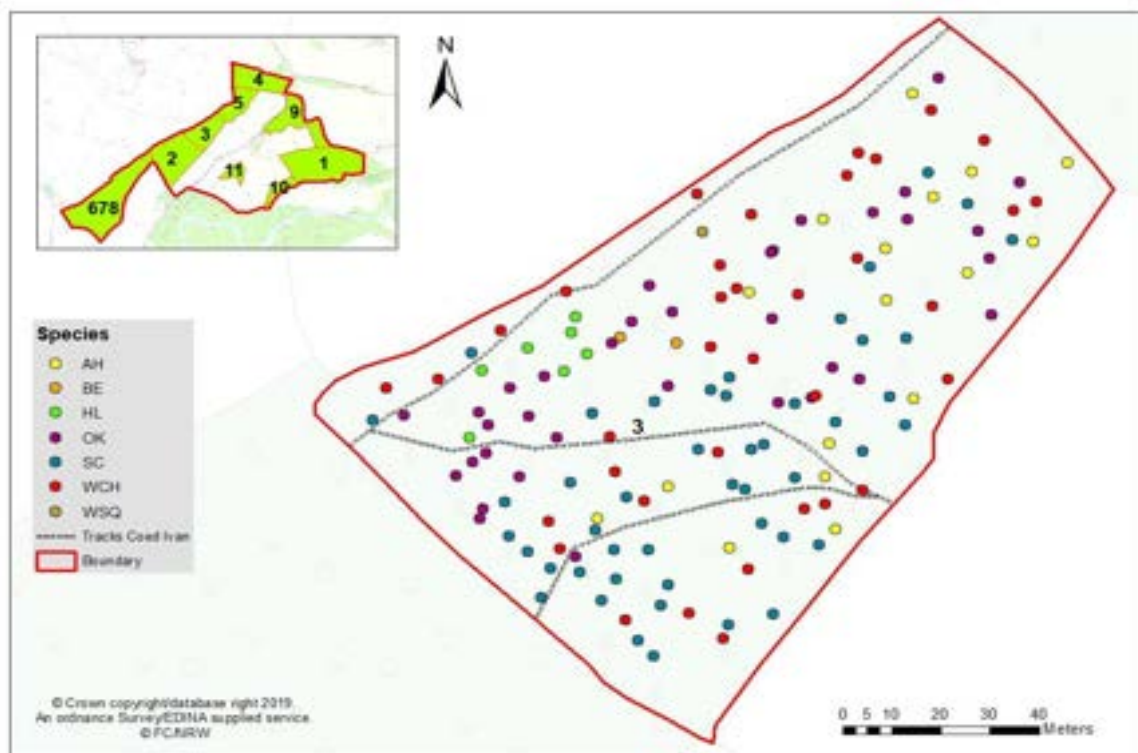 N
4
5
9
3
2
1
11
10
678
Species
AH
BE
HL
OK
SC
WCH
WSQ
Tracks Coed Ivan
Boundary
3
© Crown copyright/database right 2019.
An ordnance Survey/EDINA supplied service.
© FC/NRW
0 5 10 20 30 40
Meters